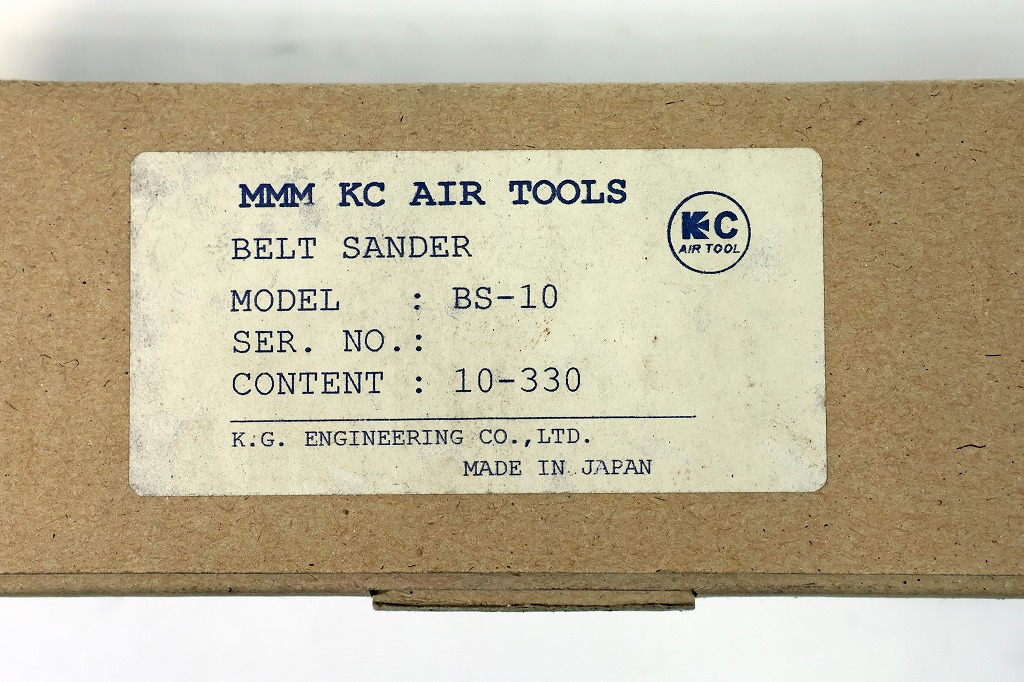 MMM KC AIR TOOLS
KC
AIR TOOL
BELT SANDER
MODEL : BS-10
SER. NO.:
CONTENT : 10-330
K.G. ENGINEERING CO.,LTD.
MADE IN JAPAN